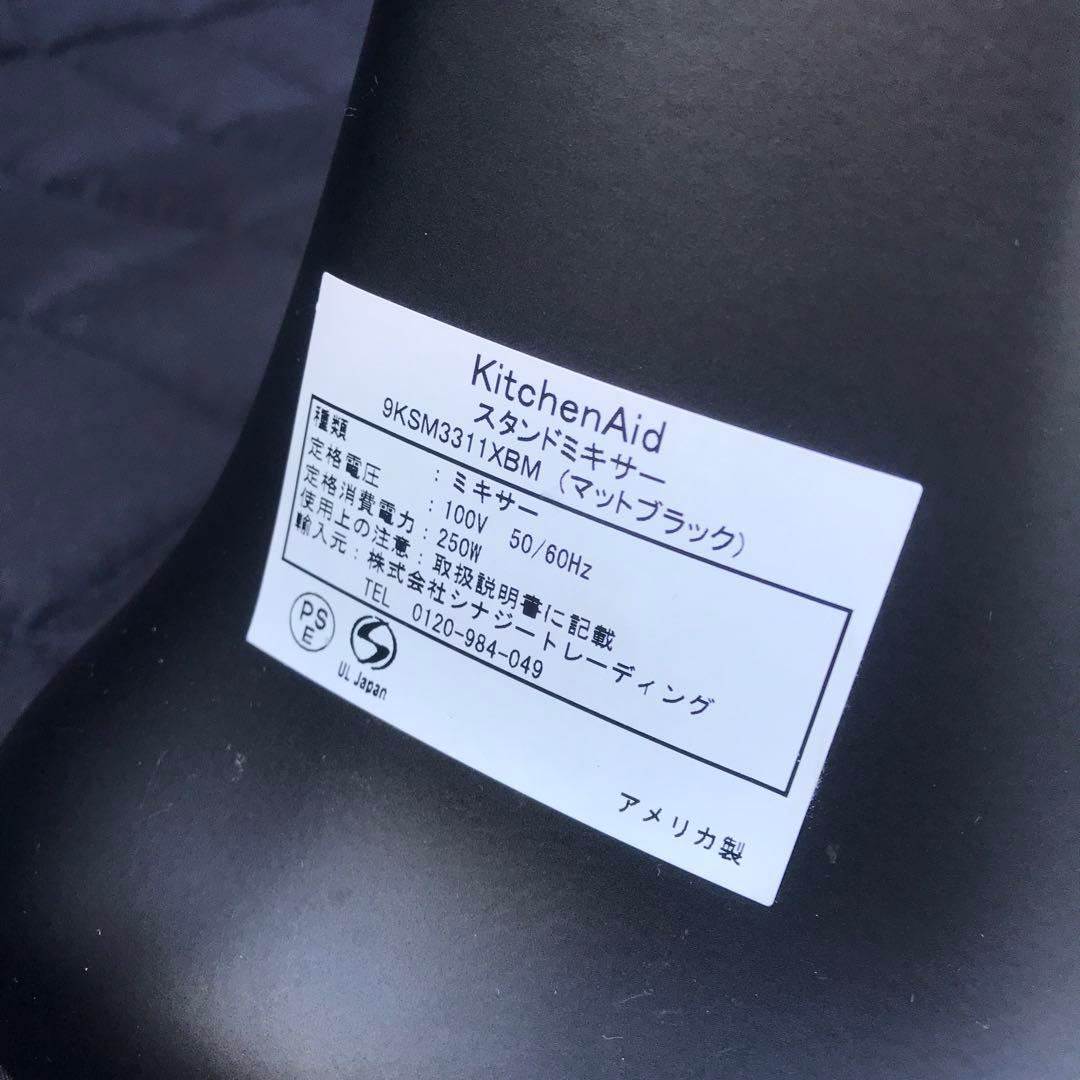 KitchenAid
スタンドミキサー
9KSM3311XBM (マットブラック)
種類 : ミキサー
定格電圧 : 100V 50/60Hz
定格消費電力 : 250W
使用上の注意 : 取扱説明書に記載
輸入元 : 株式会社シナジートレーディング
TEL 0120-984-049
PSE
S
UL Japan
アメリカ製